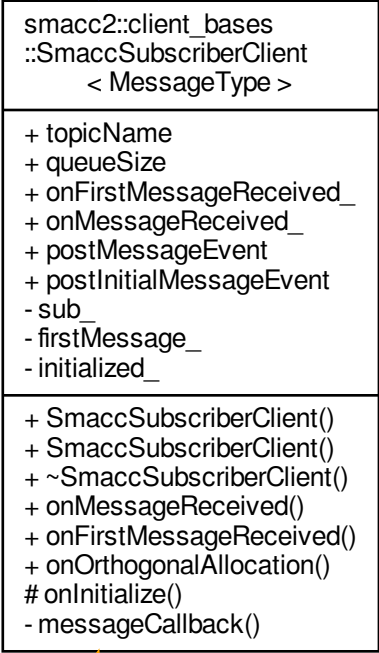 smacc2::client_bases
::SmaccSubscriberClient
< MessageType >
+ topicName
+ queueSize
+ onFirstMessageReceived_
+ onMessageReceived_
+ postMessageEvent
+ postInitialMessageEvent
- sub_
- firstMessage_
- initialized_
+ SmaccSubscriberClient()
+ SmaccSubscriberClient()
+ ~SmaccSubscriberClient()
+ onMessageReceived()
+ onFirstMessageReceived()
+ onOrthogonalAllocation()
# onInitialize()
- messageCallback()